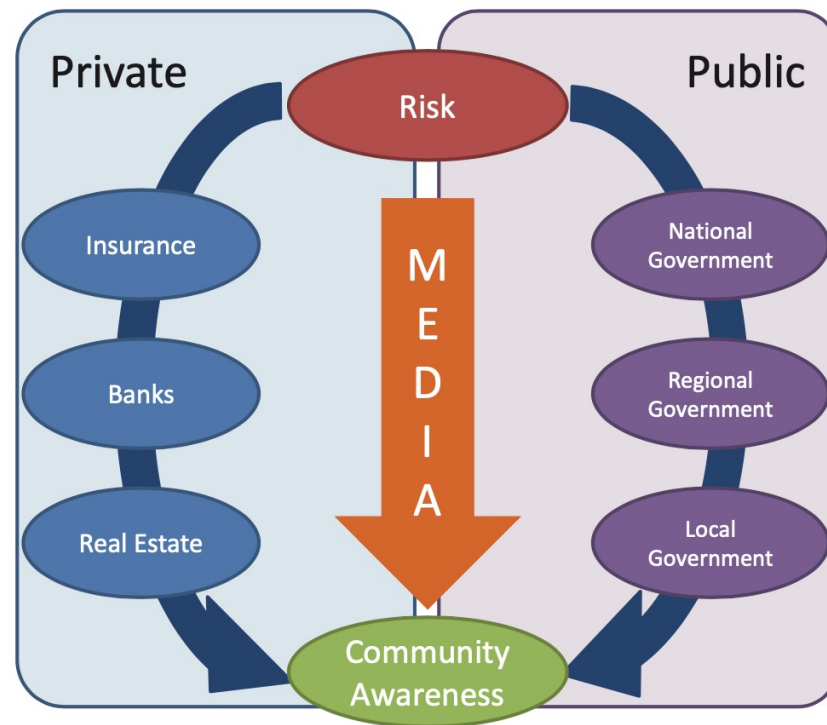 Private
Public
Risk
Insurance
Banks
Real Estate
M
E
D
I
A
National
Government
Regional
Government
Local
Government
Community
Awareness